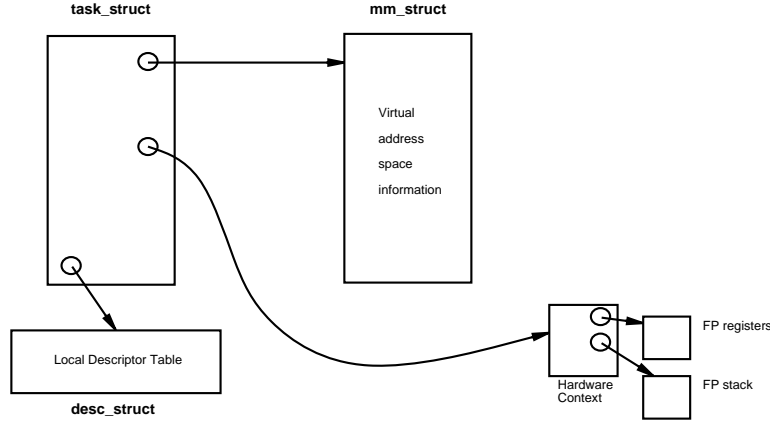 task_struct
mm_struct
Virtual
address
space
information
Local Descriptor Table
desc_struct
FP registers
Hardware
Context
FP stack